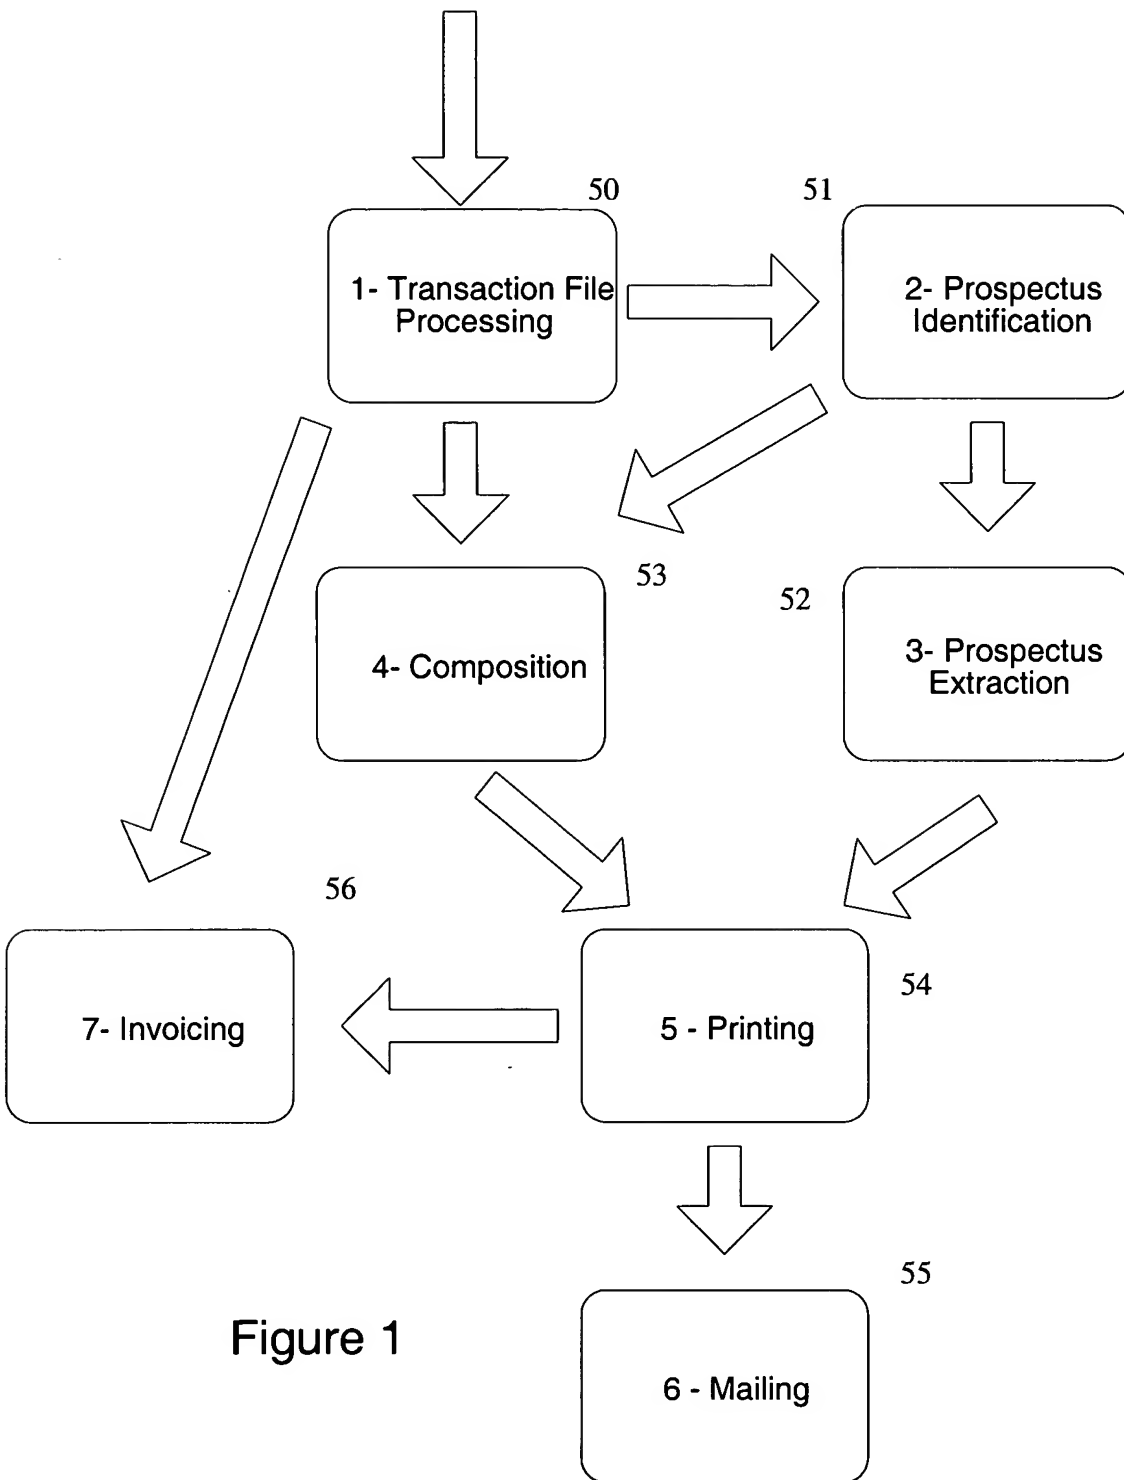 50
51
1- Transaction File
Processing
2- Prospectus
Identification
53
52
4- Composition
3- Prospectus
Extraction
56
54
7- Invoicing
5 - Printing
55
Figure 1
6 - Mailing